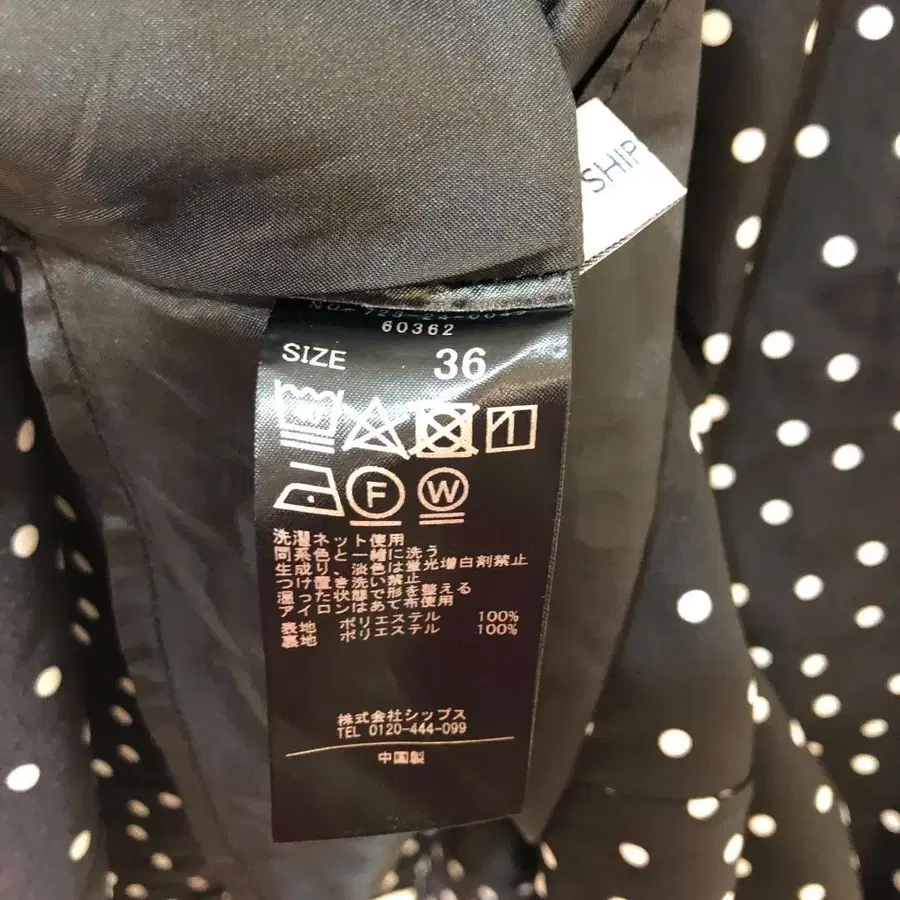 SHIP
60362
SIZE 36
F W
洗濯ネット使用
同系色と一緒に洗う
生成り、淡色は蛍光増白剤禁止
つけ置き洗い禁止
湿った状態で形を整える
アイロンはあて布使用
表地 ポリエステル 100%
裏地 ポリエステル 100%
株式会社シップス
TEL 0120-444-099
中国製